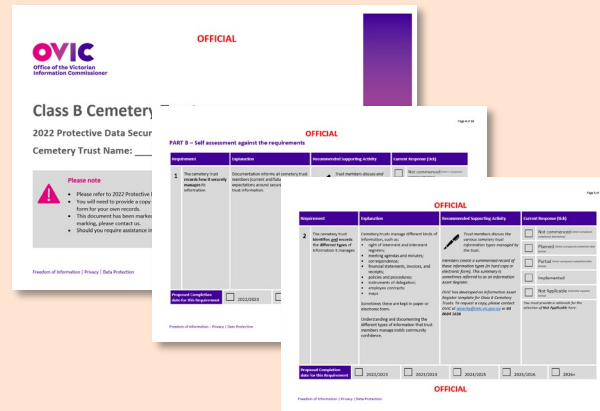 OFFICIAL
OVIC
Office of the Victorian
Information Commissioner
Class B Cemetery
2022 Protective Data Secur
Cemetery Trust Name:
Please note
Please refer to 2022 Protective
You will need to provide a copy
form for your own records.
This document has been marked
marking, please contact us.
Should you require assistance in
Freedom of Information | Privacy | Data Protection
OFFICIAL
PART B – Self assessment against the requirements
Requirement Explanation Recommended Supporting Activity Current Response (tick)
1
The cemetery trust
records how it securely
manages its
information.
Documentation informs all cemetery trust
members (current and future)
expectations around secure
trust information.
Trust members discuss and
Not commenced
Proposed Completion
date for this Requirement
2022/2023
Freedom of Information | Privacy | Data Protection
OFFICIAL
Requirement Explanation Recommended Supporting Activity Current Response (tick)
2
The cemetery trust
identifies and records
the different types of
information it manages
Cemetery trusts manage different kinds of
information, such as:
right of interment and interment
registers;
meeting agendas and minutes;
correspondence;
financial statements, invoices, and
receipts;
policies and procedures;
instruments of delegation;
employee contracts;
maps
Sometimes these are kept in paper or
electronic form.
Understanding and documenting the
different types of information that trust
members manage instils community
confidence.
Trust members discuss the
various cemetery trust
information types managed by
the trust.
Members create a summarised record of
these information types (in hard copy or
electronic form). This summary is
sometimes referred to as an Information
Asset Register.
OVIC has developed an Information Asset
Register template for Class B Cemetery
Trusts. To request a copy, please contact
OVIC at security@ovic.vic.gov.au or 03
8684 1660
Not commenced
Planned
Partial
Implemented
Not Applicable
You must provide a rationale for the
selection of Not Applicable here.
Proposed Completion
date for this Requirement
2022/2023 2023/2024 2024/2025 2025/2026 2026+
OFFICIAL
Freedom of Information | Privacy | Data Protection